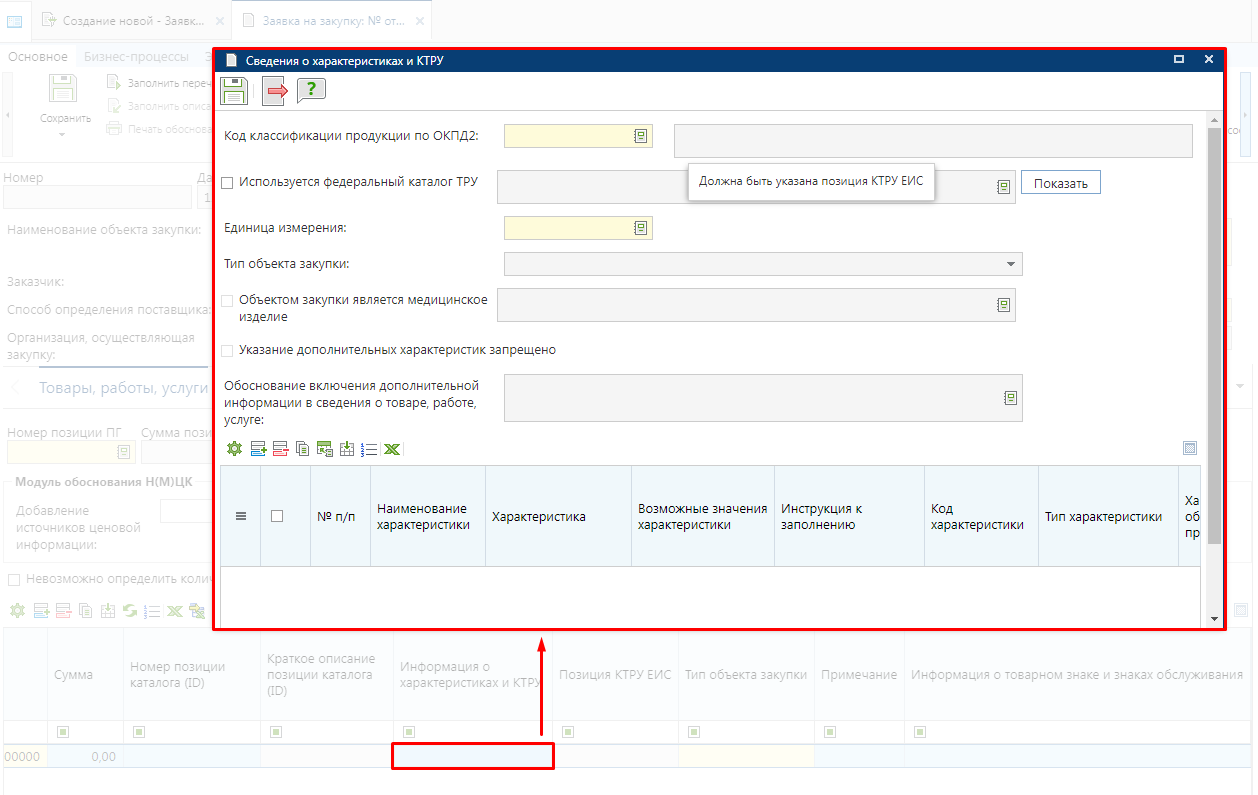 Создание новой - Заявк...
Заявка на закупку: № от...
Основное
Бизнес-процессы
Сохранить
Заполнить переч
Заполнить описа
Печать обоснова
Номер
Да
Наименование объекта закупки:
Заказчик:
Способ определения поставщика:
Организация, осуществляющая
закупку:
Товары, работы, услуги
Номер позиции ПГ
Сумма пози
Модуль обоснования Н(М)ЦК
Добавление
источников ценовой
информации:
Невозможно определить колич
Сведения о характеристиках и КТРУ
?
Код классификации продукции по ОКПД2:
Используется федеральный каталог ТРУ
Должна быть указана позиция КТРУ ЕИС
Показать
Единица измерения:
Тип объекта закупки:
Объектом закупки является медицинское
изделие
Указание дополнительных характеристик запрещено
Обоснование включения дополнительной
информации в сведения о товаре, работе,
услуге:
№ п/п
Наименование
характеристики
Характеристика
Возможные значения
характеристики
Инструкция к
заполнению
Код
характеристики
Тип характеристики
Ха
об
пр
Сумма
Номер позиции
каталога (ID)
Краткое описание
позиции каталога
(ID)
Информация о
характеристиках и КТРУ
Позиция КТРУ ЕИС
Тип объекта закупки
Примечание
Информация о товарном знаке и знаках обслуживания
00000
0,00